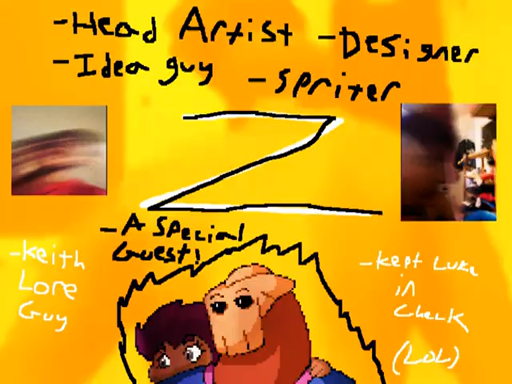 -Head Artist -Designer
-Idea guy -Spriter
Z
-A Special
Guest!
-Keith
Lore
Guy
-Kept Luke
in
Check
(LOL)